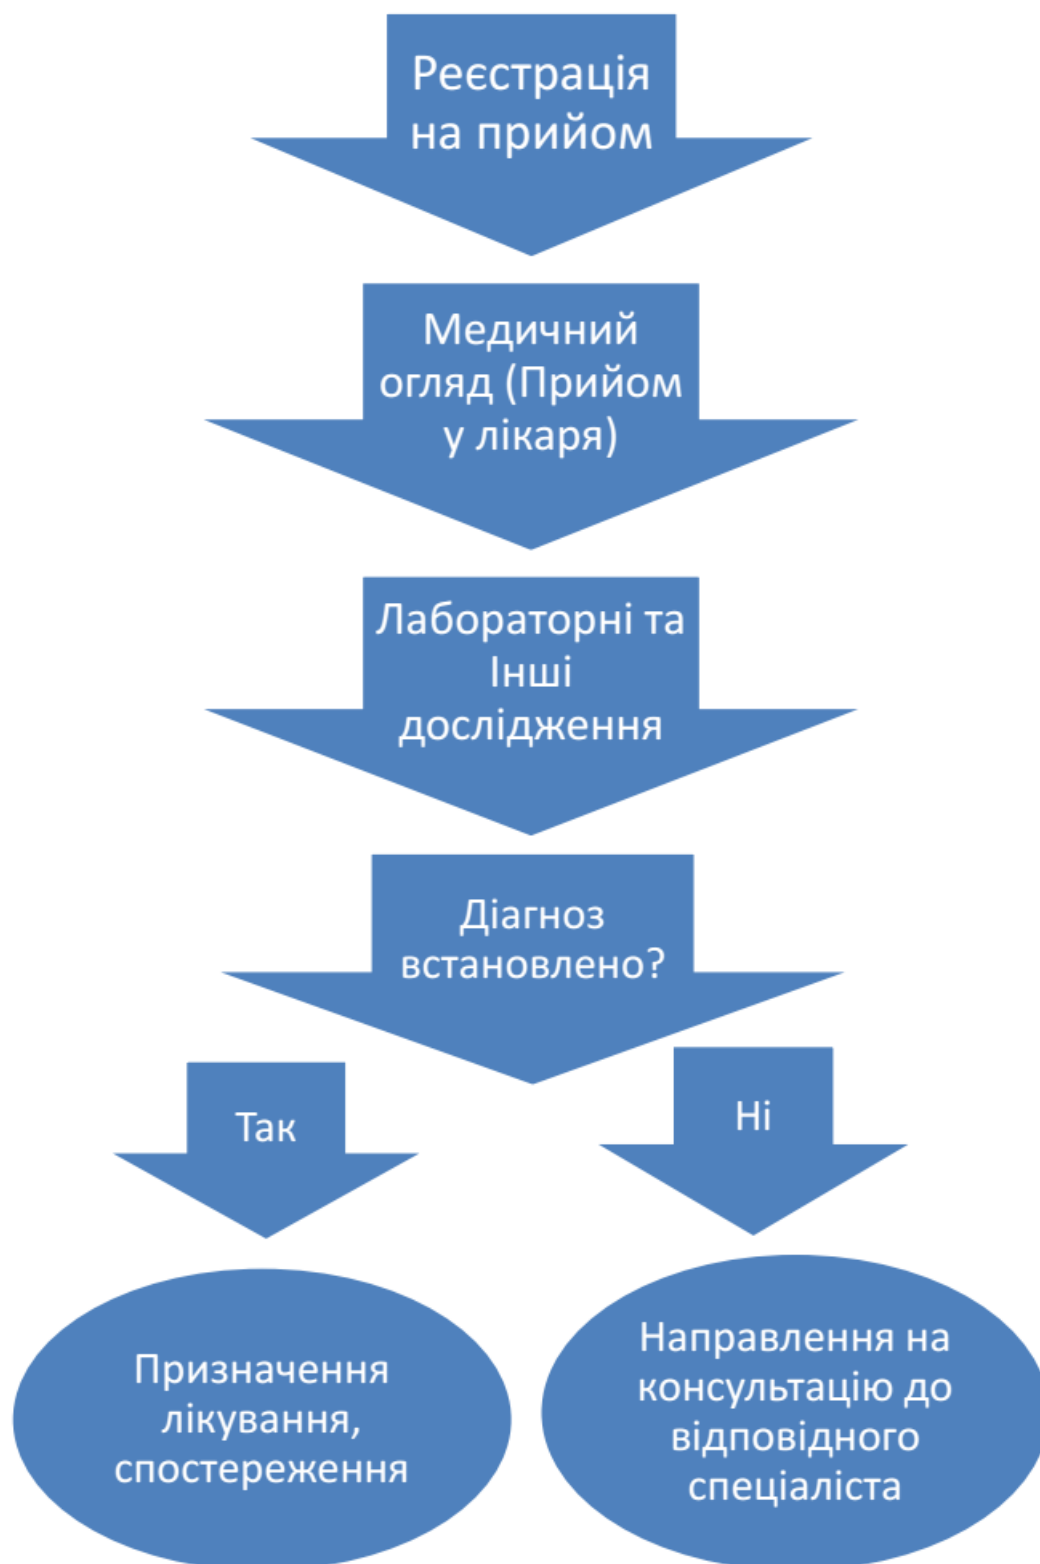 Реєстрація
на прийом
Медичний
огляд (Прийом
у лікаря)
Лабораторні та
Інші
дослідження
Діагноз
встановлено?
Так
Ні
Призначення
лікування,
спостереження
Направлення на
консультацію до
відповідного
спеціаліста